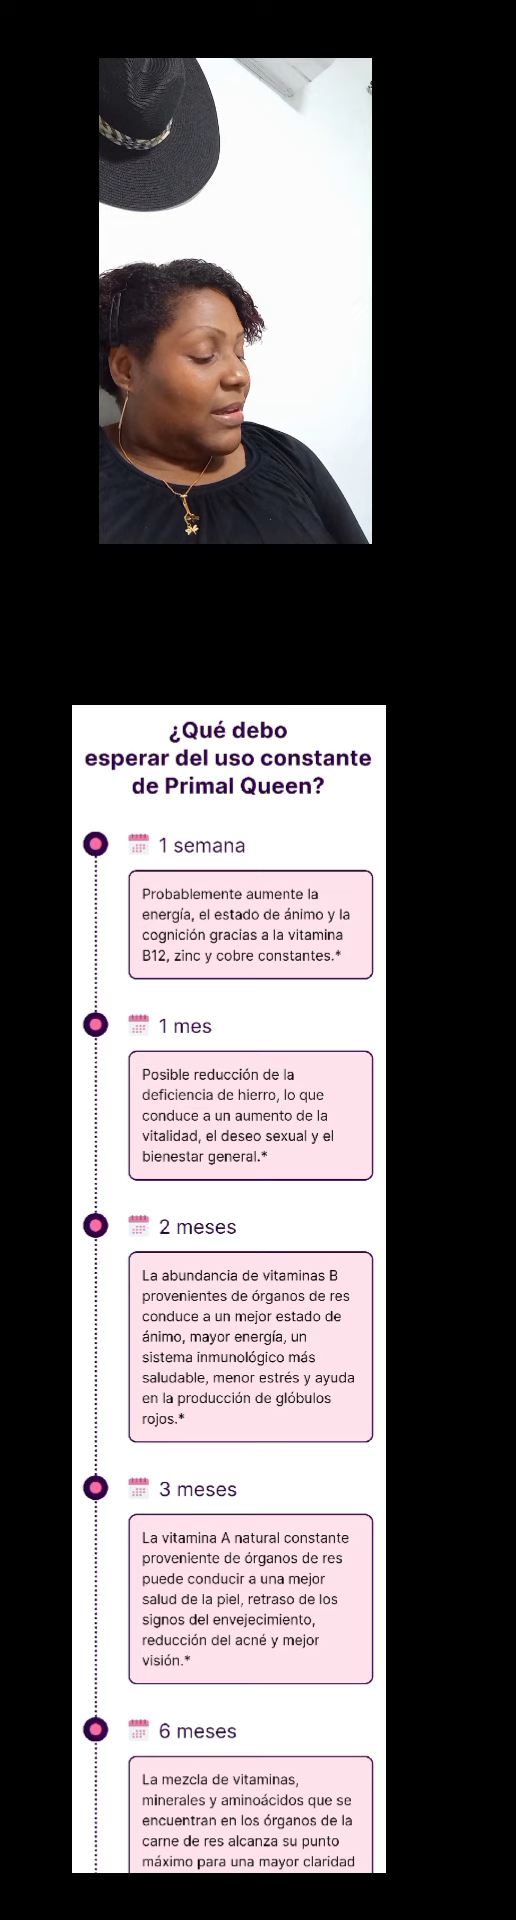 ¿Qué debo
esperar del uso constante
de Primal Queen?
1 semana
Probablemente aumente la
energía, el estado de ánimo y la
cognición gracias a la vitamina
B12, zinc y cobre constantes.*
1 mes
Posible reducción de la
deficiencia de hierro, lo que
conduce a un aumento de la
vitalidad, el deseo sexual y el
bienestar general.*
2 meses
La abundancia de vitaminas B
provenientes de órganos de res
conduce a un mejor estado de
ánimo, mayor energía, un
sistema inmunológico más
saludable, menor estrés y ayuda
en la producción de glóbulos
rojos.*
3 meses
La vitamina A natural constante
proveniente de órganos de res
puede conducir a una mejor
salud de la piel, retraso de los
signos del envejecimiento,
reducción del acné y mejor
visión.*
6 meses
La mezcla de vitaminas,
minerales y aminoácidos que se
encuentran en los órganos de la
carne de res alcanza su punto
máximo para una mayor claridad